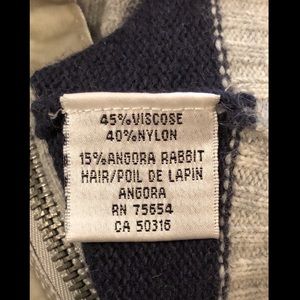 45%VISCOSE
40%NYLON
15%ANGORA RABBIT
HAIR/POIL DE LAPIN
ANGORA
RN 75654
CA 50316